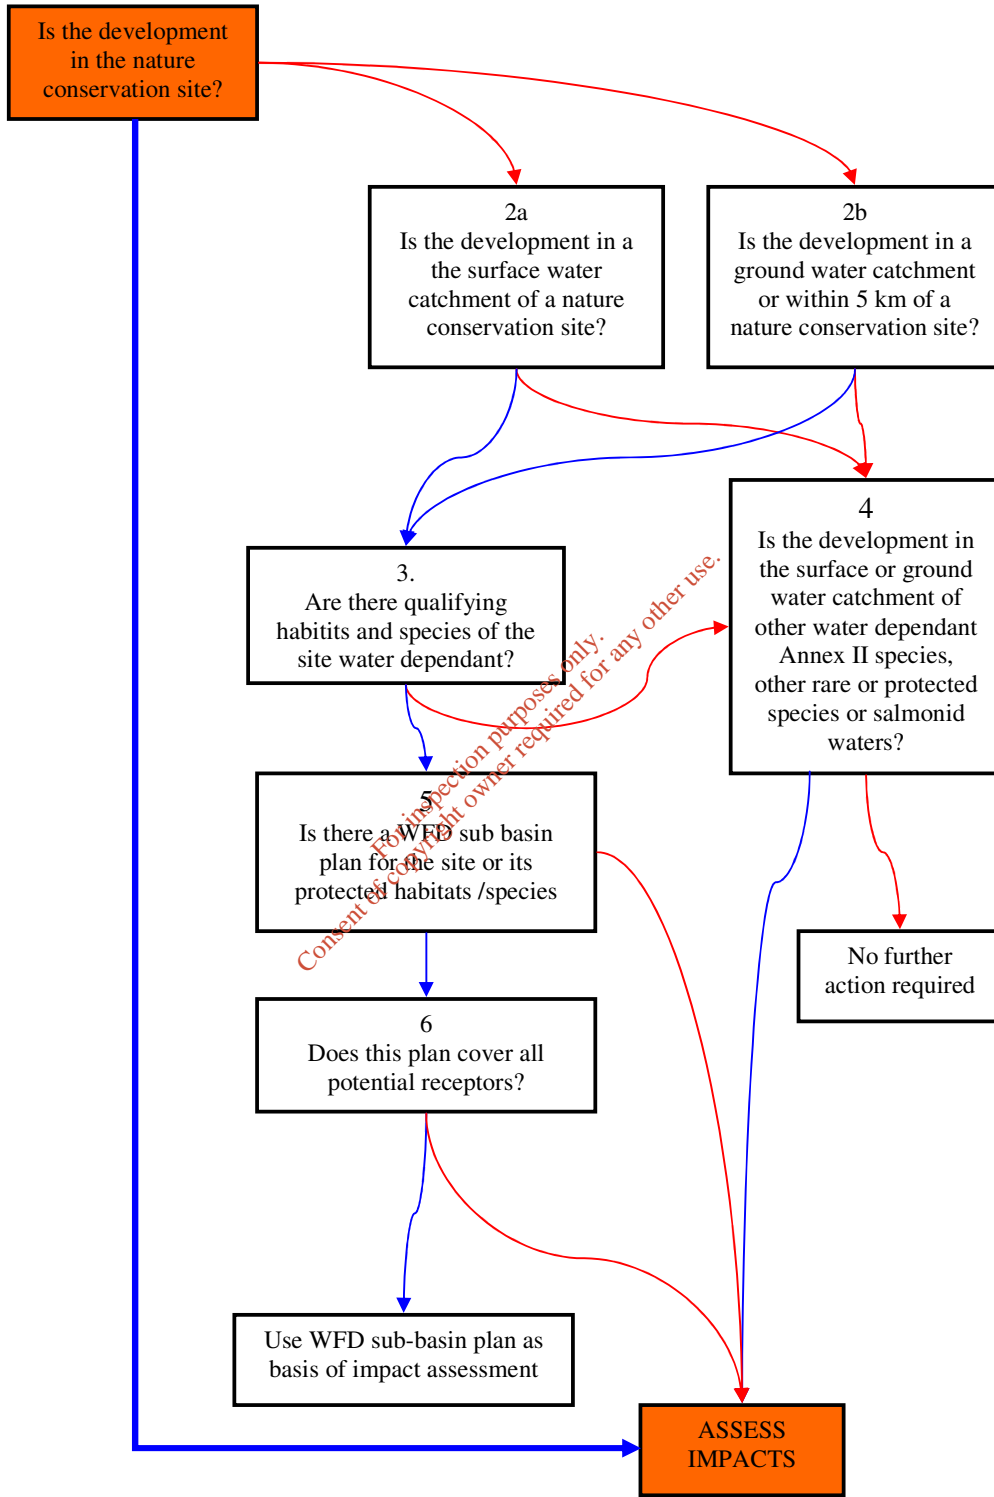 Is the development
in the nature
conservation site?
2a
Is the development in a
the surface water
catchment of a nature
conservation site?
2b
Is the development in a
ground water catchment
or within 5 km of a
nature conservation site?
3.
Are there qualifying
habitits and species of the
site water dependant?
4
Is the development in
the surface or ground
water catchment of
other water dependant
Annex II species,
other rare or protected
species or salmonid
waters?
5
Is there a WFD sub basin
plan for the site or its
protected habitats /species
No further
action required
6
Does this plan cover all
potential receptors?
Use WFD sub-basin plan as
basis of impact assessment
ASSESS
IMPACTS
For inspection purposes only.
Consent of copyright owner required for any other use.